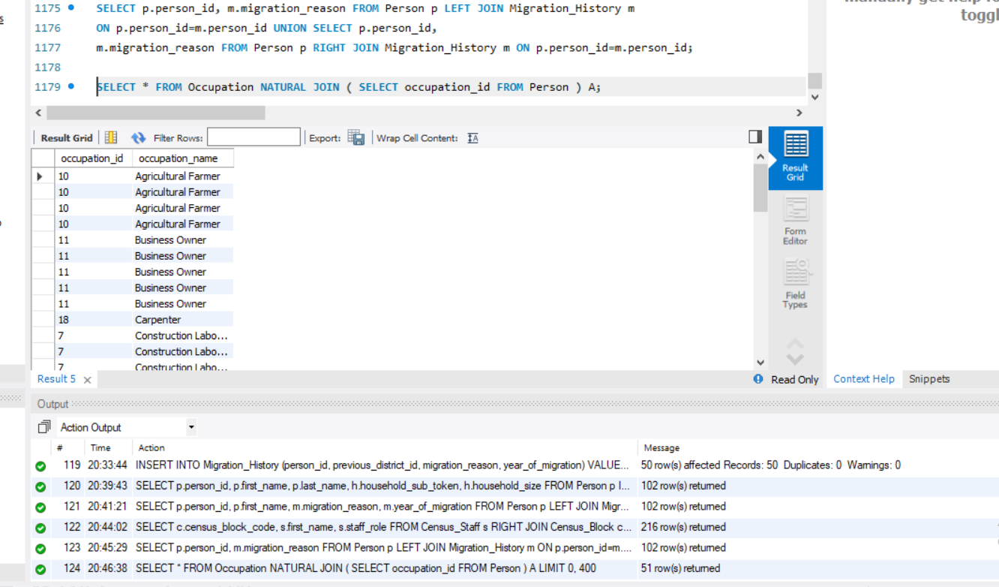 manually get help fo
toggl
1175 SELECT p.person_id, m.migration_reason FROM Person p LEFT JOIN Migration_History m
1176 ON p.person_id=m.person_id UNION SELECT p.person_id,
1177 m.migration_reason FROM Person p RIGHT JOIN Migration_History m ON p.person_id=m.person_id;
1178
1179 SELECT * FROM Occupation NATURAL JOIN ( SELECT occupation_id FROM Person ) A;
Result Grid Filter Rows: Export: Wrap Cell Content: IA
occupation_id occupation_name
10 Agricultural Farmer
10 Agricultural Farmer
10 Agricultural Farmer
10 Agricultural Farmer
11 Business Owner
11 Business Owner
11 Business Owner
11 Business Owner
11 Business Owner
18 Carpenter
7 Construction Labo...
7 Construction Labo...
7 Construction Labo...
Result
Grid
Form
Editor
Field
Types
Result 5 Read Only Context Help Snippets
Output
Action Output
# Time Action Message
119 20:33:44 INSERT INTO Migration_History (person_id, previous_district_id, migration_reason, year_of_migration) VALUE... 50 row(s) affected Records: 50 Duplicates: 0 Warnings: 0
120 20:39:43 SELECT p.person_id, p.first_name, p.last_name, h.household_sub_token, h.household_size FROM Person p I... 102 row(s) returned
121 20:41:21 SELECT p.person_id, p.first_name, m.migration_reason, m.year_of_migration FROM Person p LEFT JOIN Migr... 102 row(s) returned
122 20:44:02 SELECT c.census_block_code, s.first_name, s.staff_role FROM Census_Staff s RIGHT JOIN Census_Block c... 216 row(s) returned
123 20:45:29 SELECT p.person_id, m.migration_reason FROM Person p LEFT JOIN Migration_History m ON p.person_id=m.... 102 row(s) returned
124 20:46:38 SELECT * FROM Occupation NATURAL JOIN ( SELECT occupation_id FROM Person ) A LIMIT 0, 400 51 row(s) returned